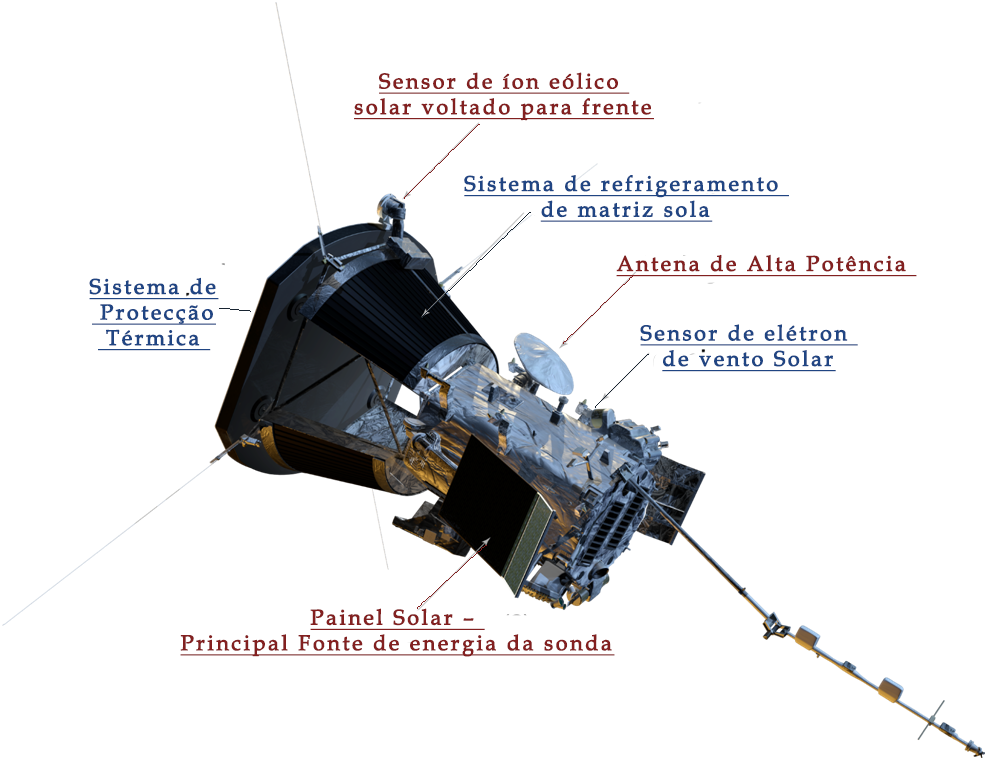 Sensor de íon eólico
solar voltado para frente
Sistema de refrigeramento
de matriz sola
Antena de Alta Potência
Sistema de
Protecção
Térmica
Sensor de elétron
de vento Solar
Painel Solar –
Principal Fonte de energia da sonda